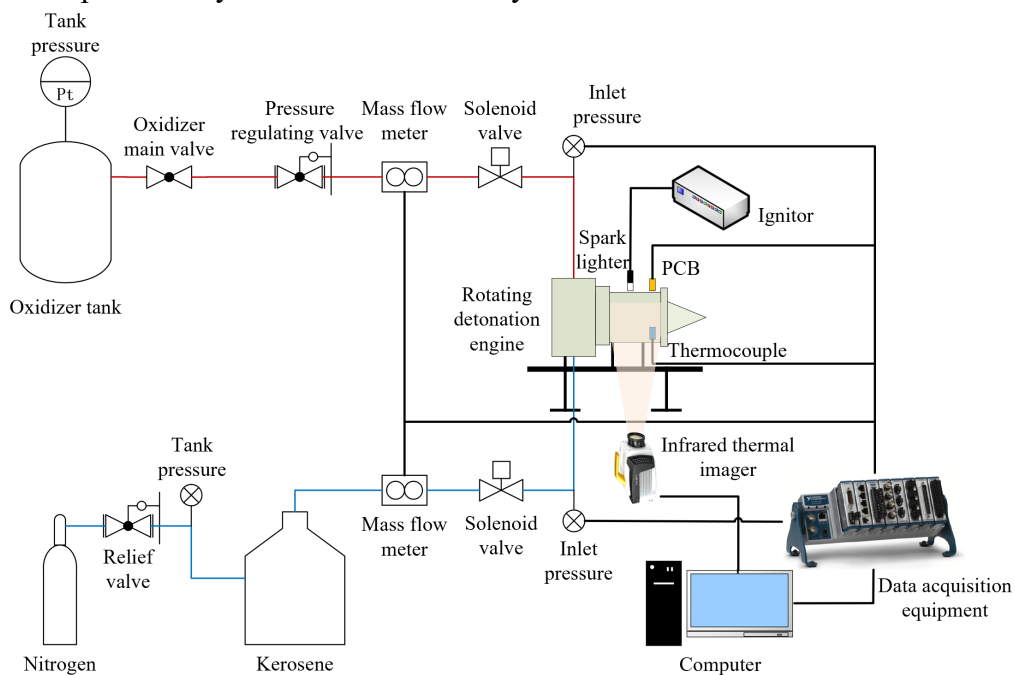 Tank
pressure
Pt
Oxidizer
main valve
Pressure
regulating valve
Mass flow
meter
Solenoid
valve
Inlet
pressure
Ignitor
Spark
lighter
PCB
Oxidizer tank
Rotating
detonation
engine
Thermocouple
Tank
pressure
Infrared thermal
imager
Relief
valve
Mass flow
meter
Solenoid
valve
Inlet
pressure
Data acquisition
equipment
Nitrogen
Kerosene
Computer